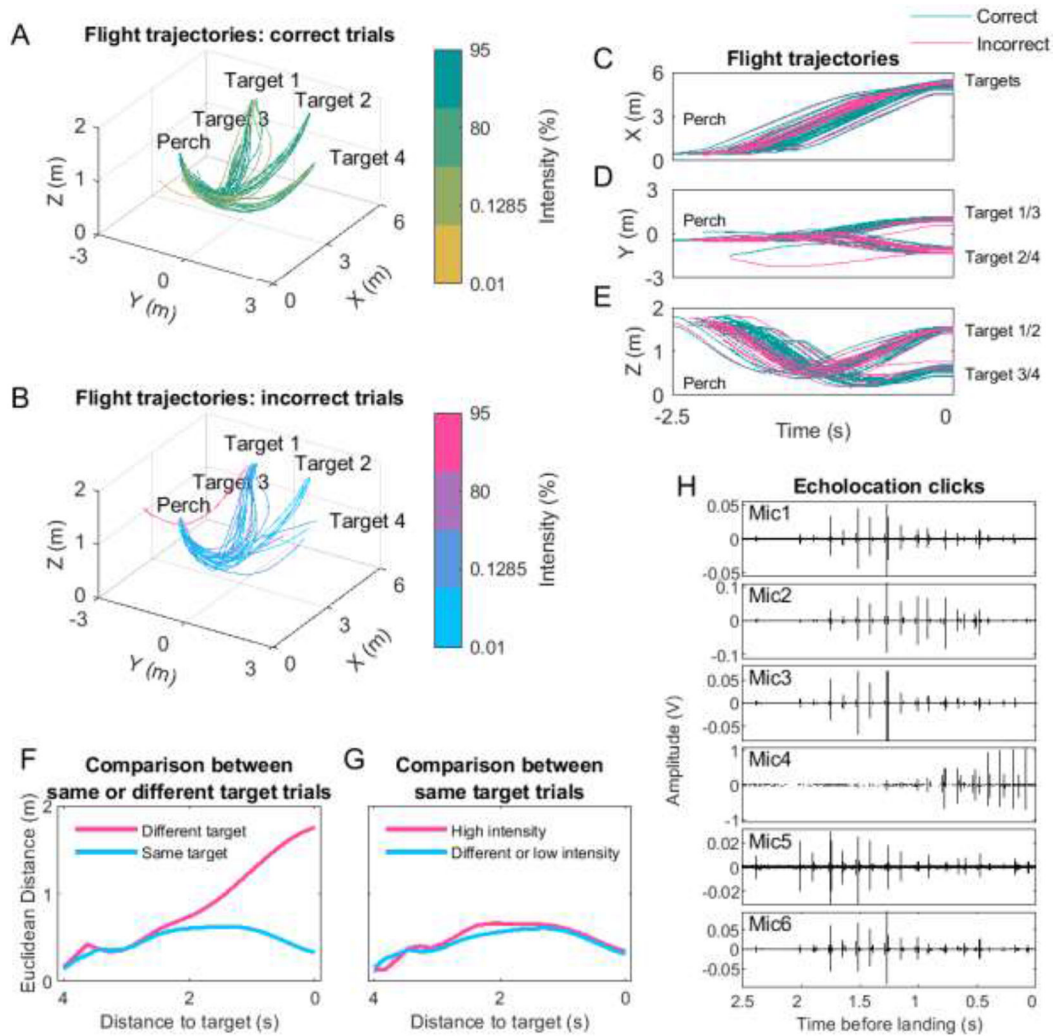 A
Flight trajectories: correct trials
Target 1
Target 2
Target 3
Perch
Target 4
Z (m)
2
1
0
-3
0
3
Y (m)
0
3
6
X (m)
95
80
0.1285
0.01
Intensity (%)
B
Flight trajectories: incorrect trials
Target 1
Target 2
Target 3
Perch
Target 4
Z (m)
2
1
0
-3
0
3
Y (m)
0
3
6
X (m)
95
80
0.1285
0.01
Intensity (%)
Correct
Incorrect
C
Flight trajectories
X (m)
6
3
0
Perch
Targets
D
Y (m)
3
0
-3
Perch
Target 1/3
Target 2/4
E
Z (m)
2
1
0
Perch
Target 1/2
Target 3/4
-2.5
0
Time (s)
F
Comparison between
same or different target trials
Euclidean Distance (m)
2
1
0
Different target
Same target
4
2
0
Distance to target (s)
G
Comparison between
same target trials
High intensity
Different or low intensity
4
2
0
Distance to target (s)
H
Echolocation clicks
Amplitude (V)
Mic1
0.05
0
-0.05
Mic2
0.1
0
-0.1
Mic3
0.05
0
-0.05
Mic4
1
0
-1
Mic5
0.02
0
-0.02
Mic6
0.05
0
-0.05
2.5
2
1.5
1
0.5
0
Time before landing (s)